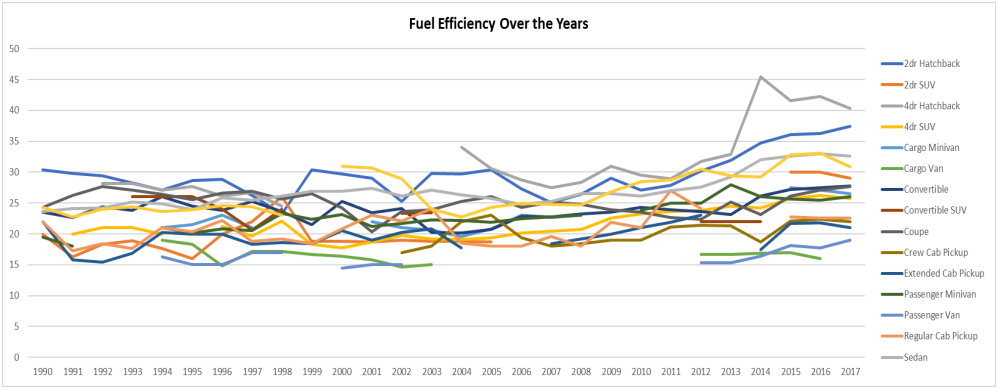 Fuel Efficiency Over the Years
50
45
40
35
30
25
20
15
10
5
0
1990 1991 1992 1993 1994 1995 1996 1997 1998 1999 2000 2001 2002 2003 2004 2005 2006 2007 2008 2009 2010 2011 2012 2013 2014 2015 2016 2017
2dr Hatchback
2dr SUV
4dr Hatchback
4dr SUV
Cargo Minivan
Cargo Van
Convertible
Convertible SUV
Coupe
Crew Cab Pickup
Extended Cab Pickup
Passenger Minivan
Passenger Van
Regular Cab Pickup
Sedan